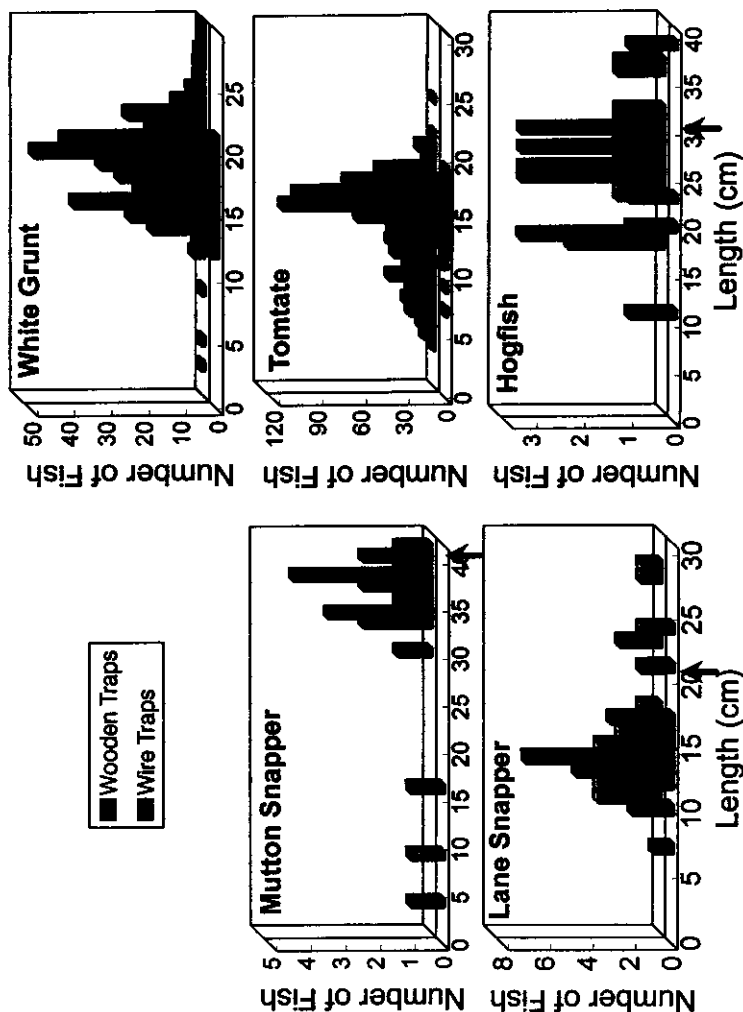 Wooden Traps
Wire Traps
Mutton Snapper
Number of Fish
5
4
3
2
1
0
0 5 10 15 20 25 30 35 40
Lane Snapper
Number of Fish
8
6
4
2
0
0 5 10 15 20 25 30
Length (cm)
White Grunt
Number of Fish
50
40
30
20
10
0
0 5 10 15 20 25
Tomtate
Number of Fish
120
90
60
30
0
0 5 10 15 20 25 30
Hogfish
Number of Fish
3
2
1
0
0 5 10 15 20 25 30 35 40
Length (cm)